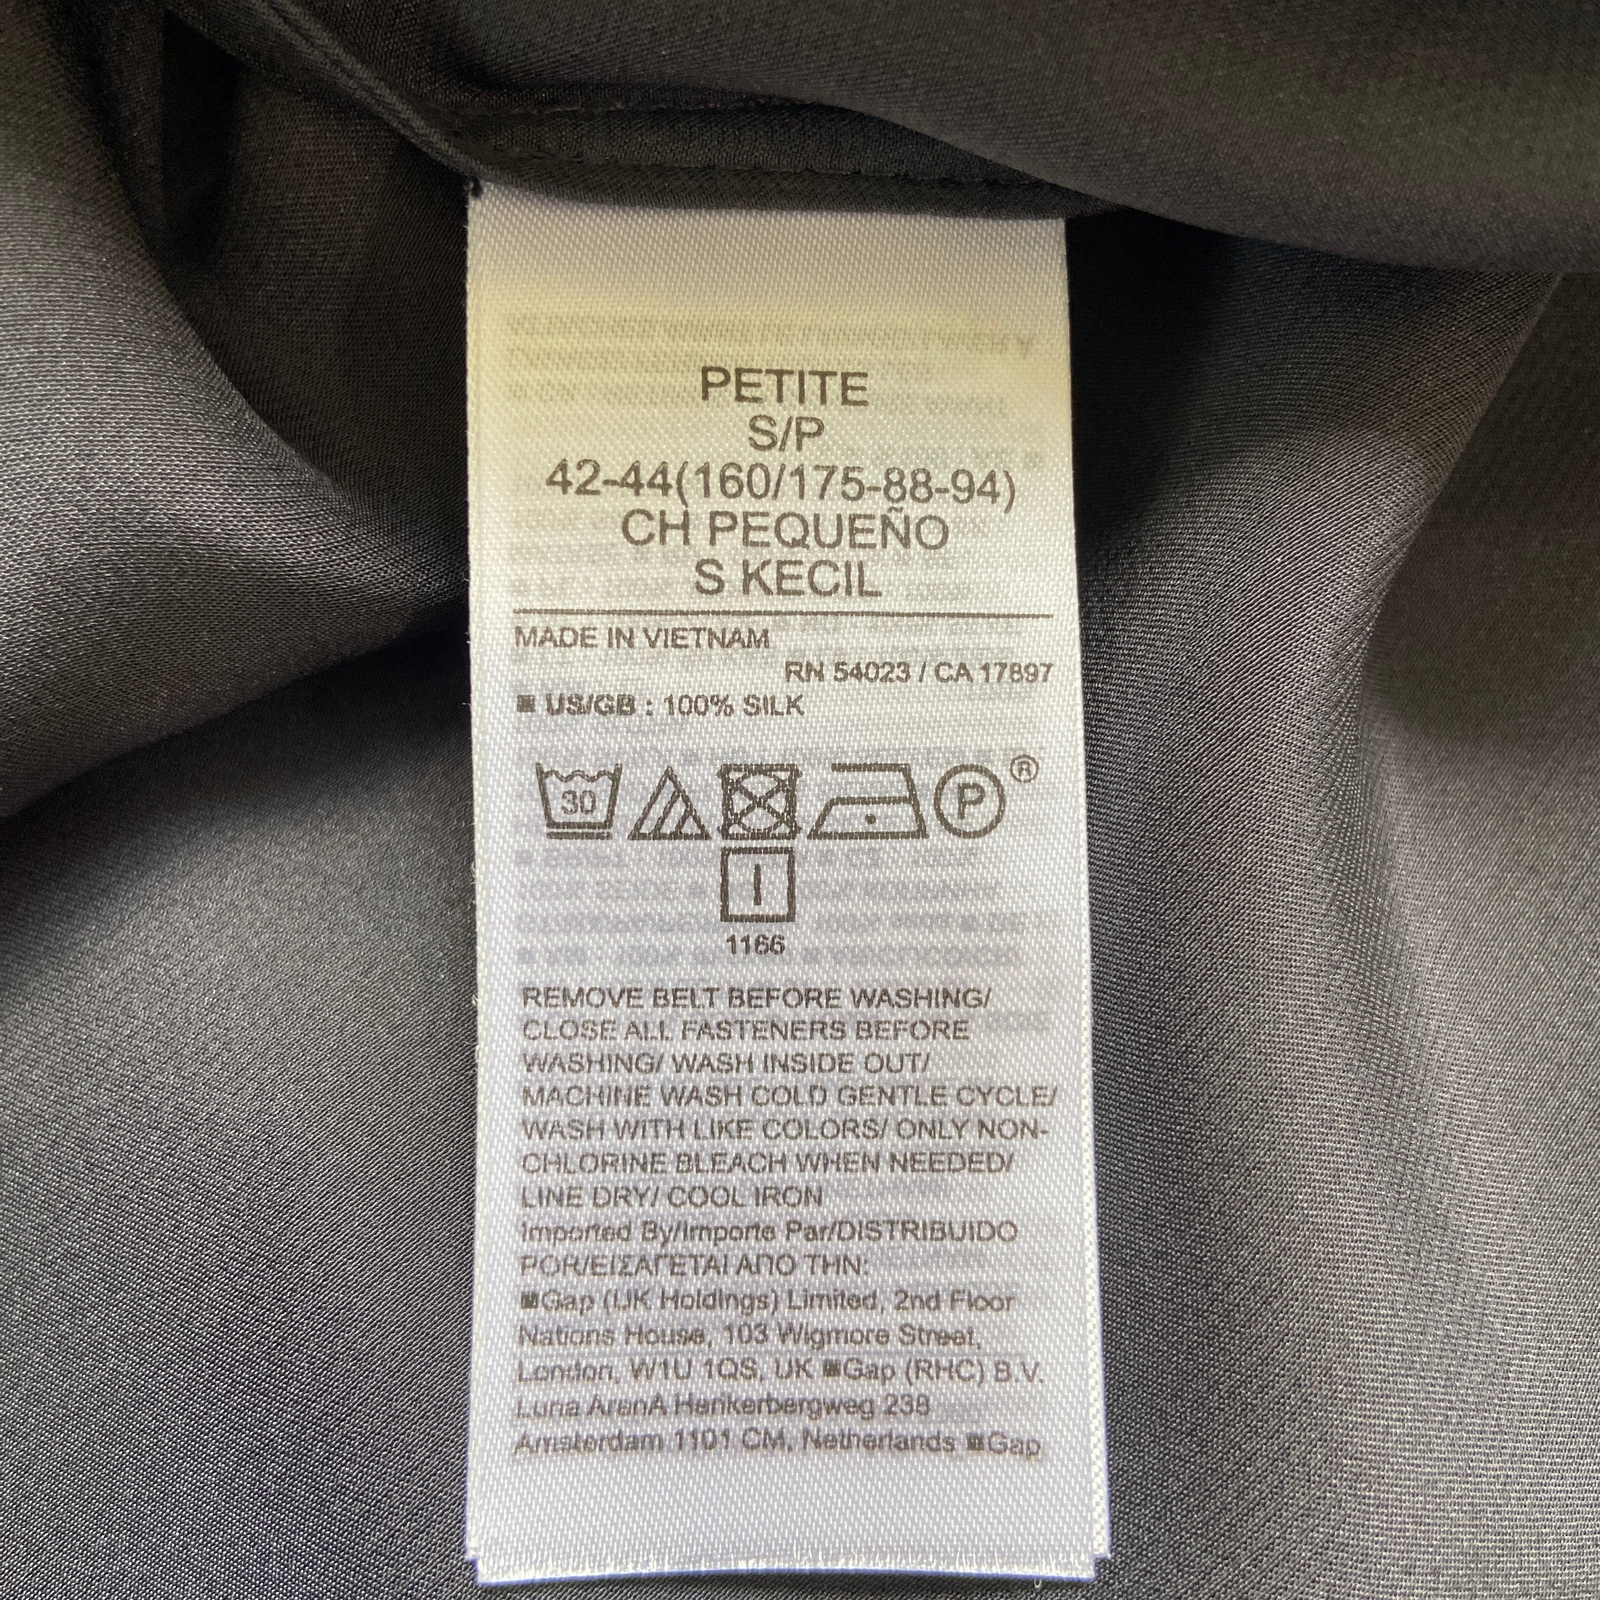 PETITE
S/P
42-44(160/175-88-94)
CH PEQUEÑO
S KECIL
MADE IN VIETNAM
RN 54023 / CA 17897
■ US/GB : 100% SILK
30
P ®
1166
REMOVE BELT BEFORE WASHING/
CLOSE ALL FASTENERS BEFORE
WASHING/ WASH INSIDE OUT/
MACHINE WASH COLD GENTLE CYCLE/
WASH WITH LIKE COLORS/ ONLY NON-
CHLORINE BLEACH WHEN NEEDED/
LINE DRY/ COOL IRON
Imported By/Importe Par/DISTRIBUIDO
POR/ΕΙΣΑΓΕΤΑΙ ΑΠΟ ΤΗΝ:
■Gap (UK Holdings) Limited, 2nd Floor
Nations House, 103 Wigmore Street,
London, W1U 1QS, UK ■Gap (RHC) B.V.
Luna ArenA Herikerbergweg 238
Amsterdam 1101 CM, Netherlands ■Gap